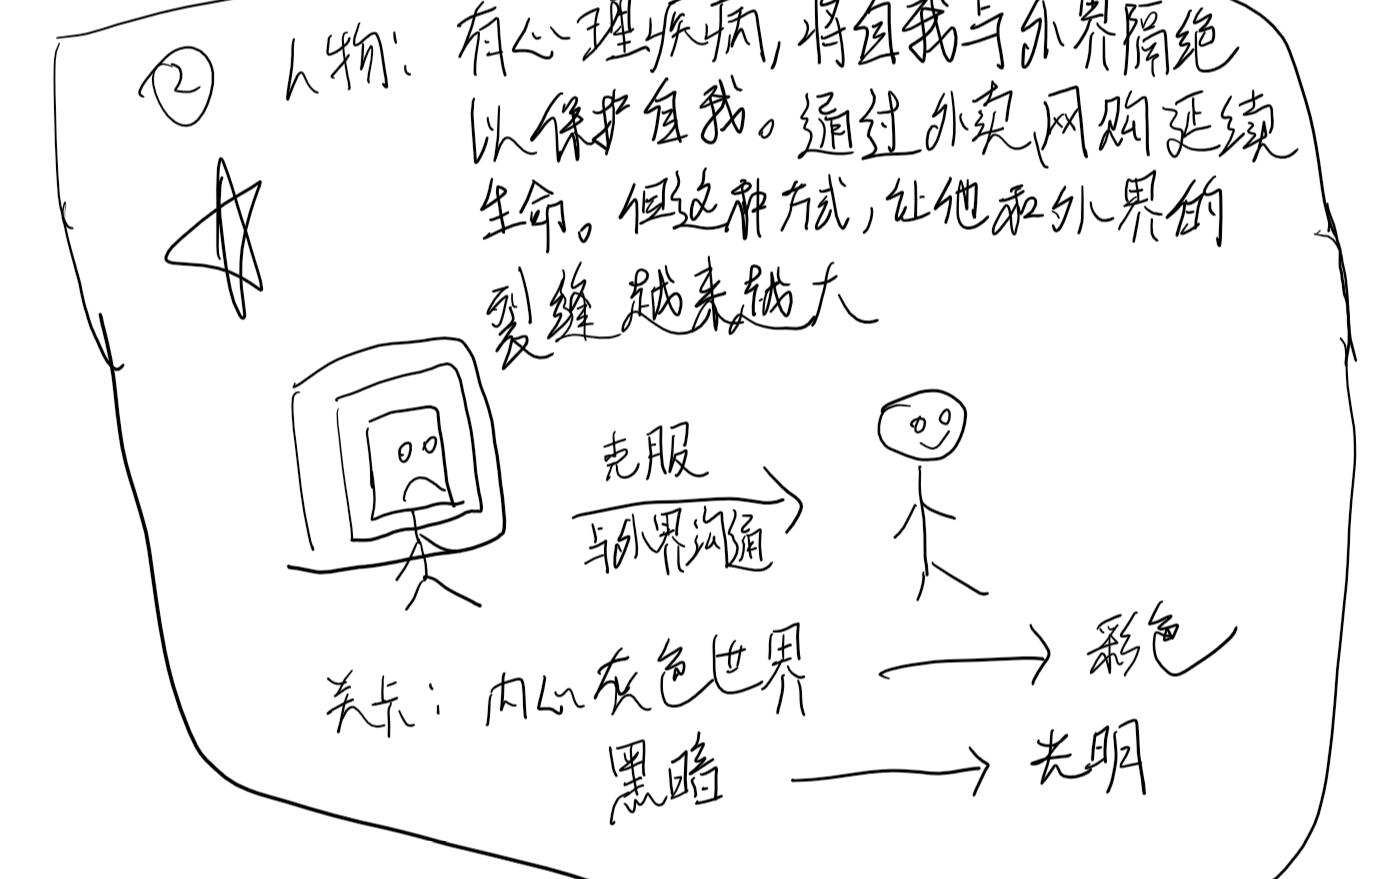 ② 人物：有心理疾病，将自我与外界隔绝
以保护自我。通过外卖、网购延续
生命。但这种方式，让他和外界的
裂缝越来越大
克服
与外界沟通
关卡：内心灰色世界 → 彩色
黑暗 → 光明